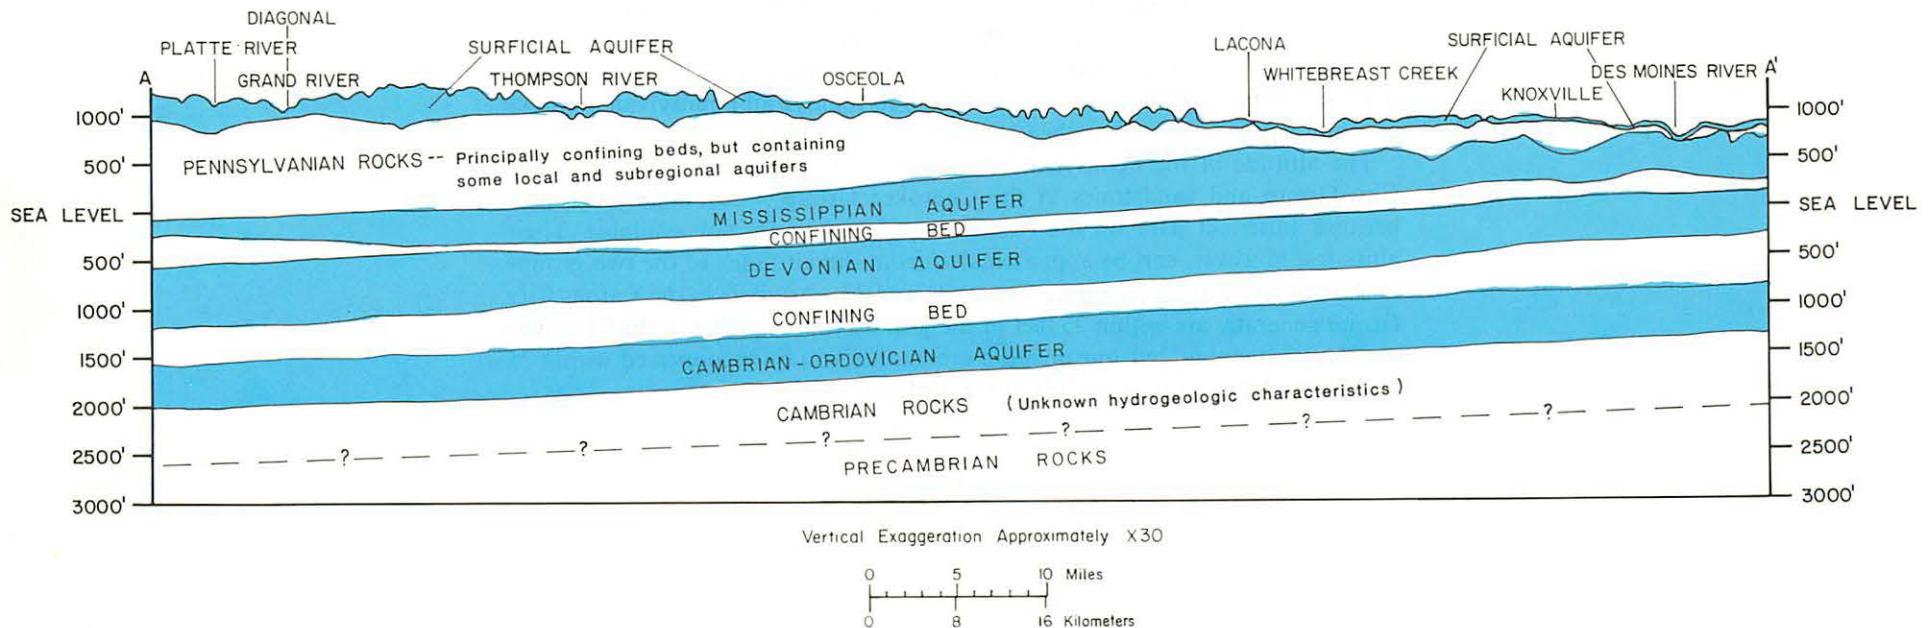 DIAGONAL
PLATTE RIVER
SURFICIAL AQUIFER
LACONA
SURFICIAL AQUIFER
A
GRAND RIVER
THOMPSON RIVER
OSCEOLA
WHITEBREAST CREEK
DES MOINES RIVER
A'
KNOXVILLE
1000'
1000'
PENNSYLVANIAN ROCKS -- Principally confining beds, but containing
some local and subregional aquifers
500'
500'
SEA LEVEL
MISSISSIPPIAN AQUIFER
SEA LEVEL
CONFINING BED
500'
DEVONIAN AQUIFER
500'
1000'
CONFINING BED
1000'
1500'
CAMBRIAN-ORDOVICIAN AQUIFER
1500'
2000'
CAMBRIAN ROCKS (Unknown hydrogeologic characteristics)
2000'
? ? ? ? ? ?
2500'
PRECAMBRIAN ROCKS
2500'
3000'
3000'
Vertical Exaggeration Approximately X30
0 5 10 Miles
0 8 16 Kilometers